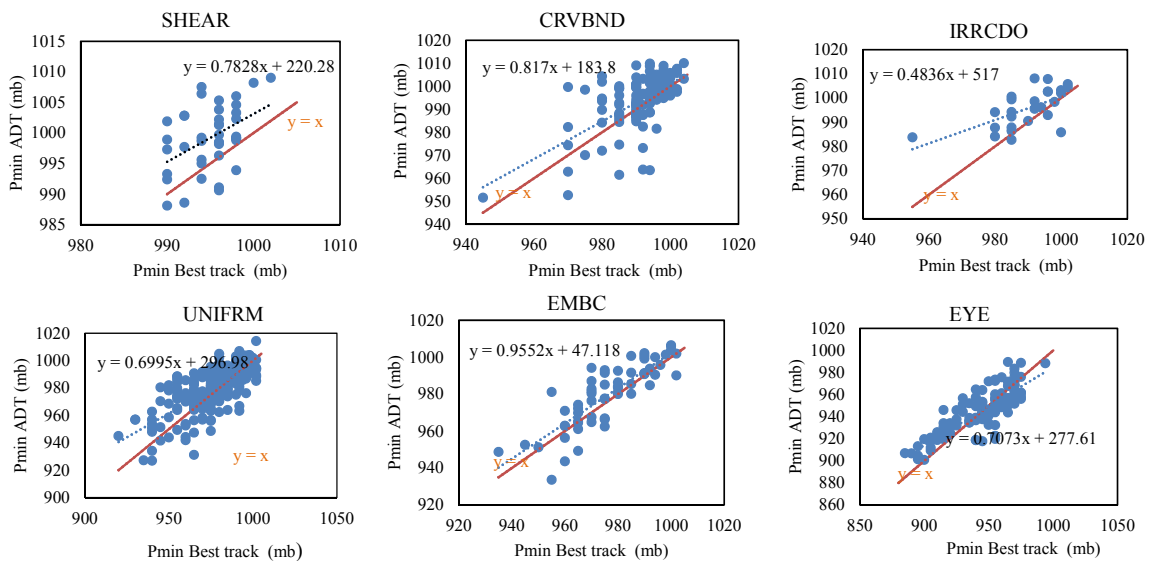 SHEAR
1015
1010
1005
1000
995
990
985
980
990
1000
1010
y = 0.7828x + 220.28
y = x
Pmin ADT (mb)
Pmin Best track (mb)
CRVBND
1020
1010
1000
990
980
970
960
950
940
940
960
980
1000
1020
y = 0.817x + 183.8
y = x
Pmin ADT (mb)
Pmin Best track (mb)
IRRCDO
1020
1010
1000
990
980
970
960
950
940
960
980
1000
1020
y = 0.4836x + 517
y = x
Pmin ADT (mb)
Pmin Best track (mb)
UNIFRM
1020
1000
980
960
940
920
900
900
950
1000
1050
y = 0.6995x + 296.98
y = x
Pmin ADT (mb)
Pmin Best track (mb)
EMBC
1020
1000
980
960
940
920
920
940
960
980
1000
1020
y = 0.9552x + 47.118
y = x
Pmin ADT (mb)
Pmin Best track (mb)
EYE
1020
1000
980
960
940
920
900
880
860
850
900
950
1000
1050
y = 0.7073x + 277.61
y = x
Pmin ADT (mb)
Pmin Best track (mb)